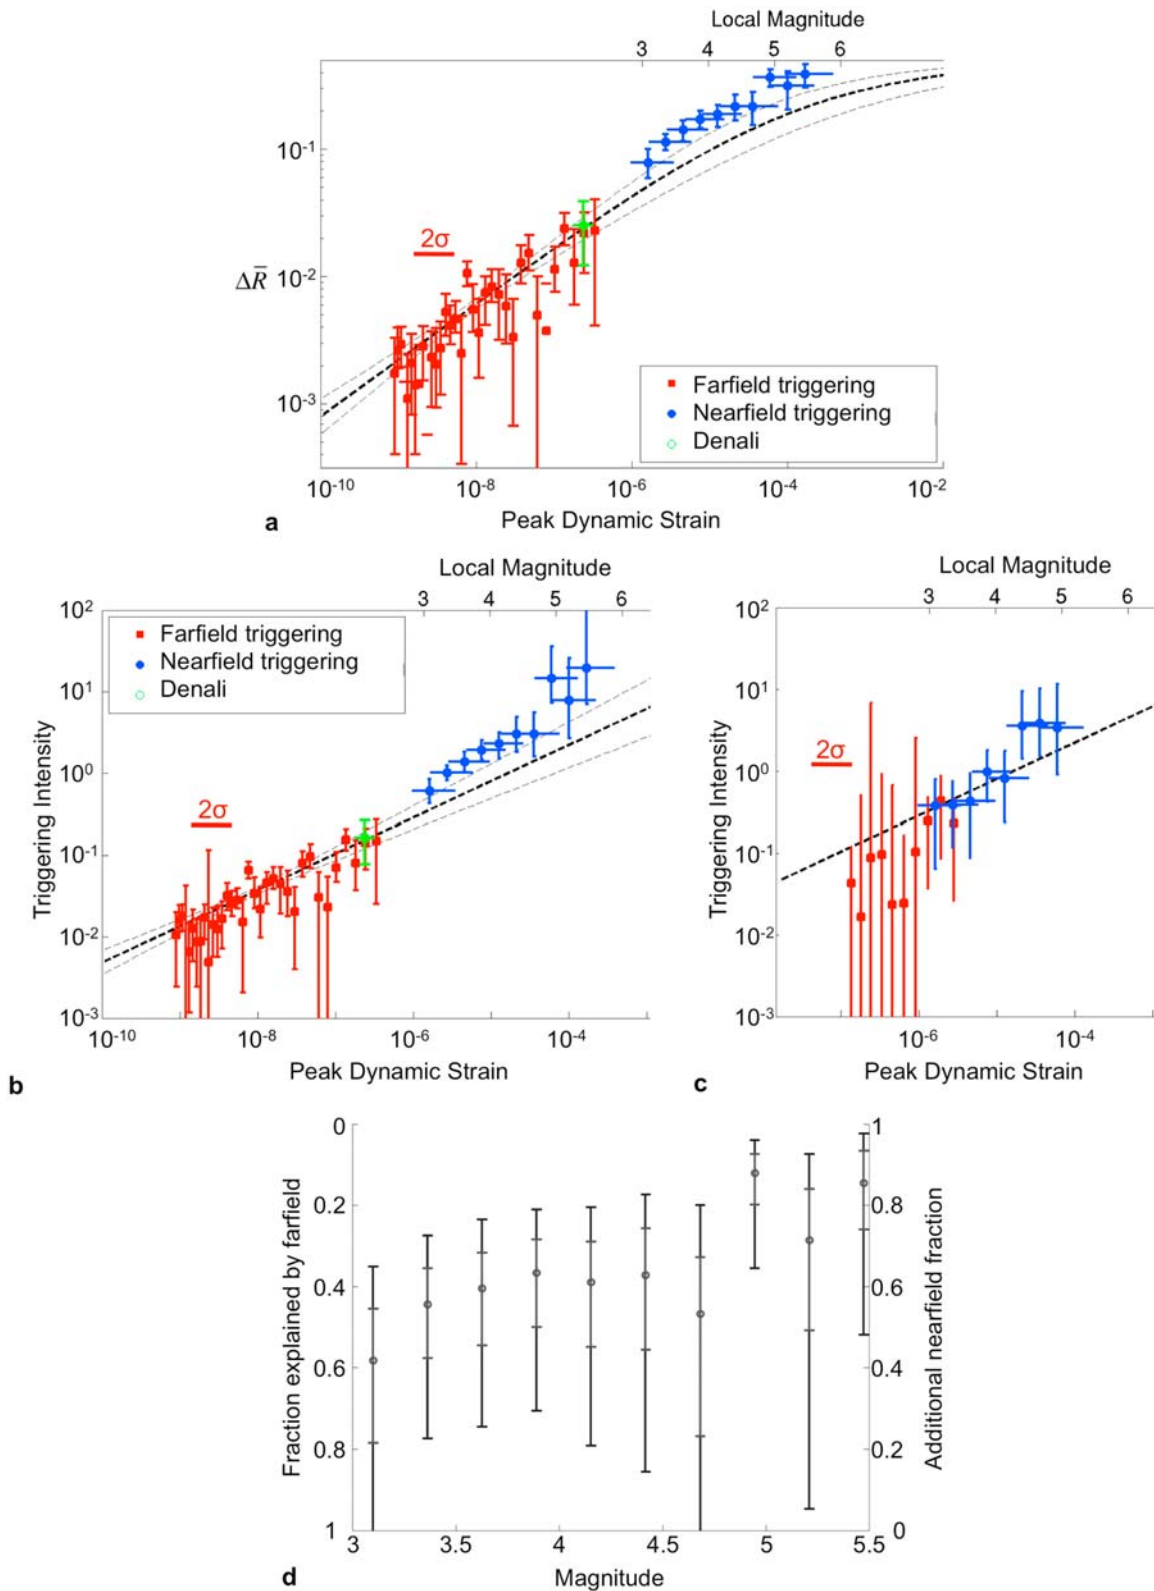 Local Magnitude
3 4 5 6
10-1
2σ
ΔR̄
10-2
10-3
Farfield triggering
Nearfield triggering
Denali
10-10 10-8 10-6 10-4 10-2
Peak Dynamic Strain
a
Local Magnitude
3 4 5 6
102
Farfield triggering
Nearfield triggering
Denali
101
100
2σ
10-1
10-2
10-3
Triggering Intensity
10-10 10-8 10-6 10-4
Peak Dynamic Strain
b
Local Magnitude
3 4 5 6
102
101
2σ
100
10-1
10-2
10-3
Triggering Intensity
10-6 10-4
Peak Dynamic Strain
c
0 1
0.2 0.8
0.4 0.6
0.6 0.4
0.8 0.2
1 0
Fraction explained by farfield
Additional nearfield fraction
3 3.5 4 4.5 5 5.5
Magnitude
d